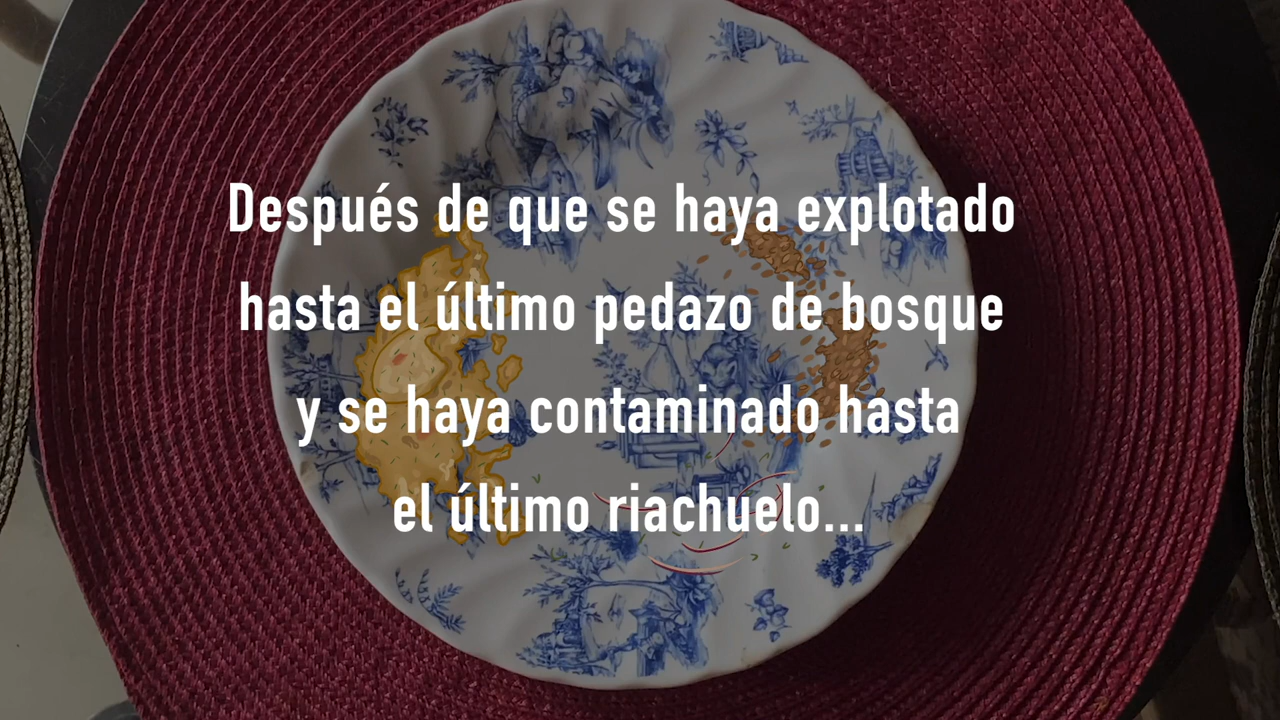 Después de que se haya explotado
hasta el último pedazo de bosque
y se haya contaminado hasta
el último riachuelo...